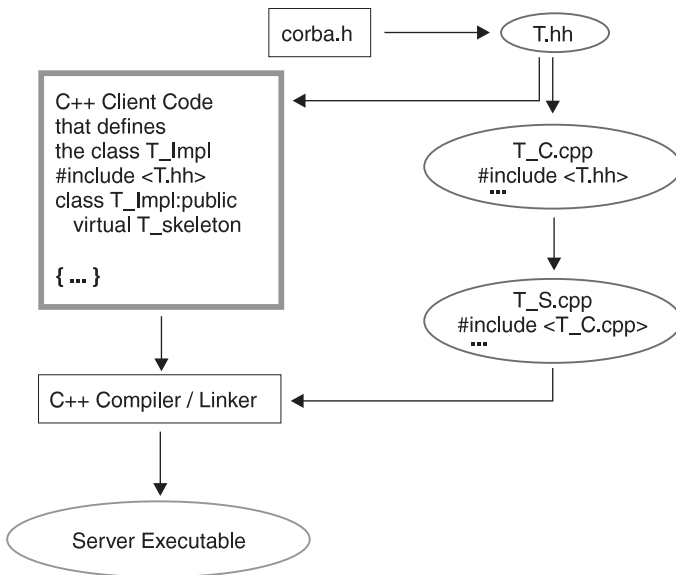 corba.h
T.hh
C++ Client Code
that defines
the class T_Impl
#include <T.hh>
class T_Impl:public
virtual T_skeleton
{ ... }
T_C.cpp
#include <T.hh>
...
T_S.cpp
#include <T_C.cpp>
...
C++ Compiler / Linker
Server Executable